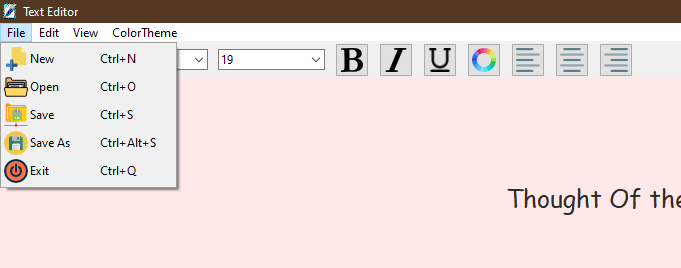 Text Editor
File Edit View ColorTheme
New Ctrl+N
19 B I U
Open Ctrl+O
Save Ctrl+S
Save As Ctrl+Alt+S
Exit Ctrl+Q
Thought Of the